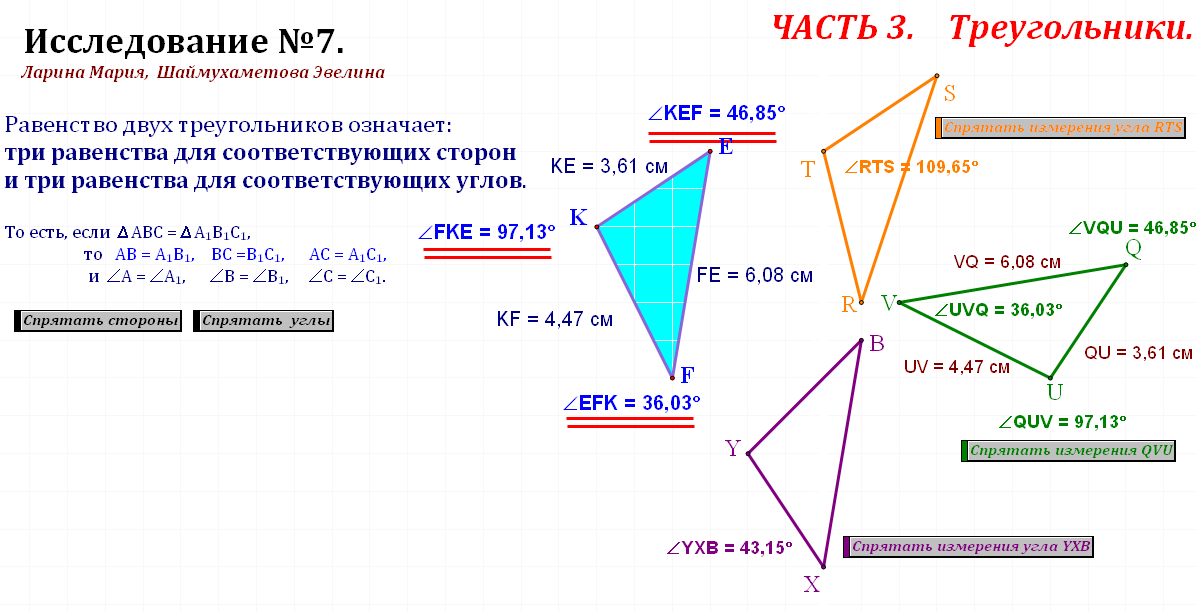 ЧАСТЬ 3. Треугольники.
Исследование №7.
Ларина Мария, Шаймухаметова Эвелина
Равенство двух треугольников означает:
три равенства для соответствующих сторон
и три равенства для соответствующих углов.
То есть, если ∆ ABC = ∆ A₁B₁C₁,
то AB = A₁B₁, BC =B₁C₁, AC = A₁C₁,
и ∠A = ∠A₁, ∠B = ∠B₁, ∠C = ∠C₁.
Спрятать стороны
Спрятать углы
∠KEF = 46,85°
E
KE = 3,61 см
K
∠FKE = 97,13°
FE = 6,08 см
KF = 4,47 см
F
∠EFK = 36,03°
S
Спрятать измерения угла RTS
T
∠RTS = 109,65°
R
∠VQU = 46,85°
Q
VQ = 6,08 см
V
∠UVQ = 36,03°
QU = 3,61 см
UV = 4,47 см
U
∠QUV = 97,13°
Спрятать измерения QVU
B
Y
∠YXB = 43,15°
Спрятать измерения угла YXB
X